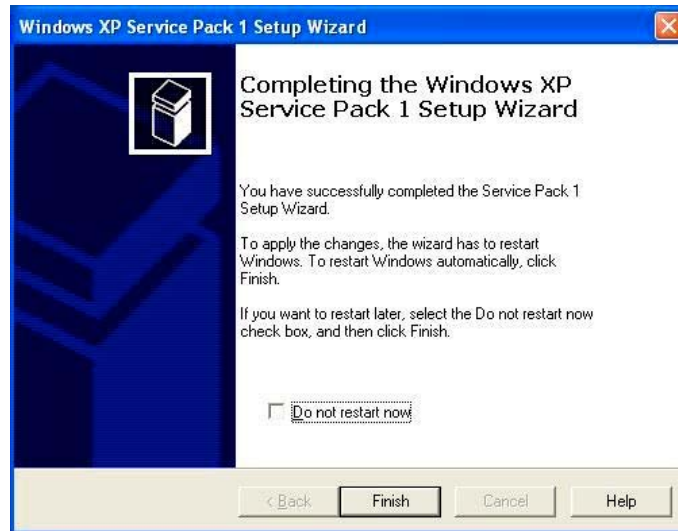 Windows XP Service Pack 1 Setup Wizard
Completing the Windows XP
Service Pack 1 Setup Wizard
You have successfully completed the Service Pack 1
Setup Wizard.
To apply the changes, the wizard has to restart
Windows. To restart Windows automatically, click
Finish.
If you want to restart later, select the Do not restart now
check box, and then click Finish.
Do not restart now
< Back Finish Cancel Help